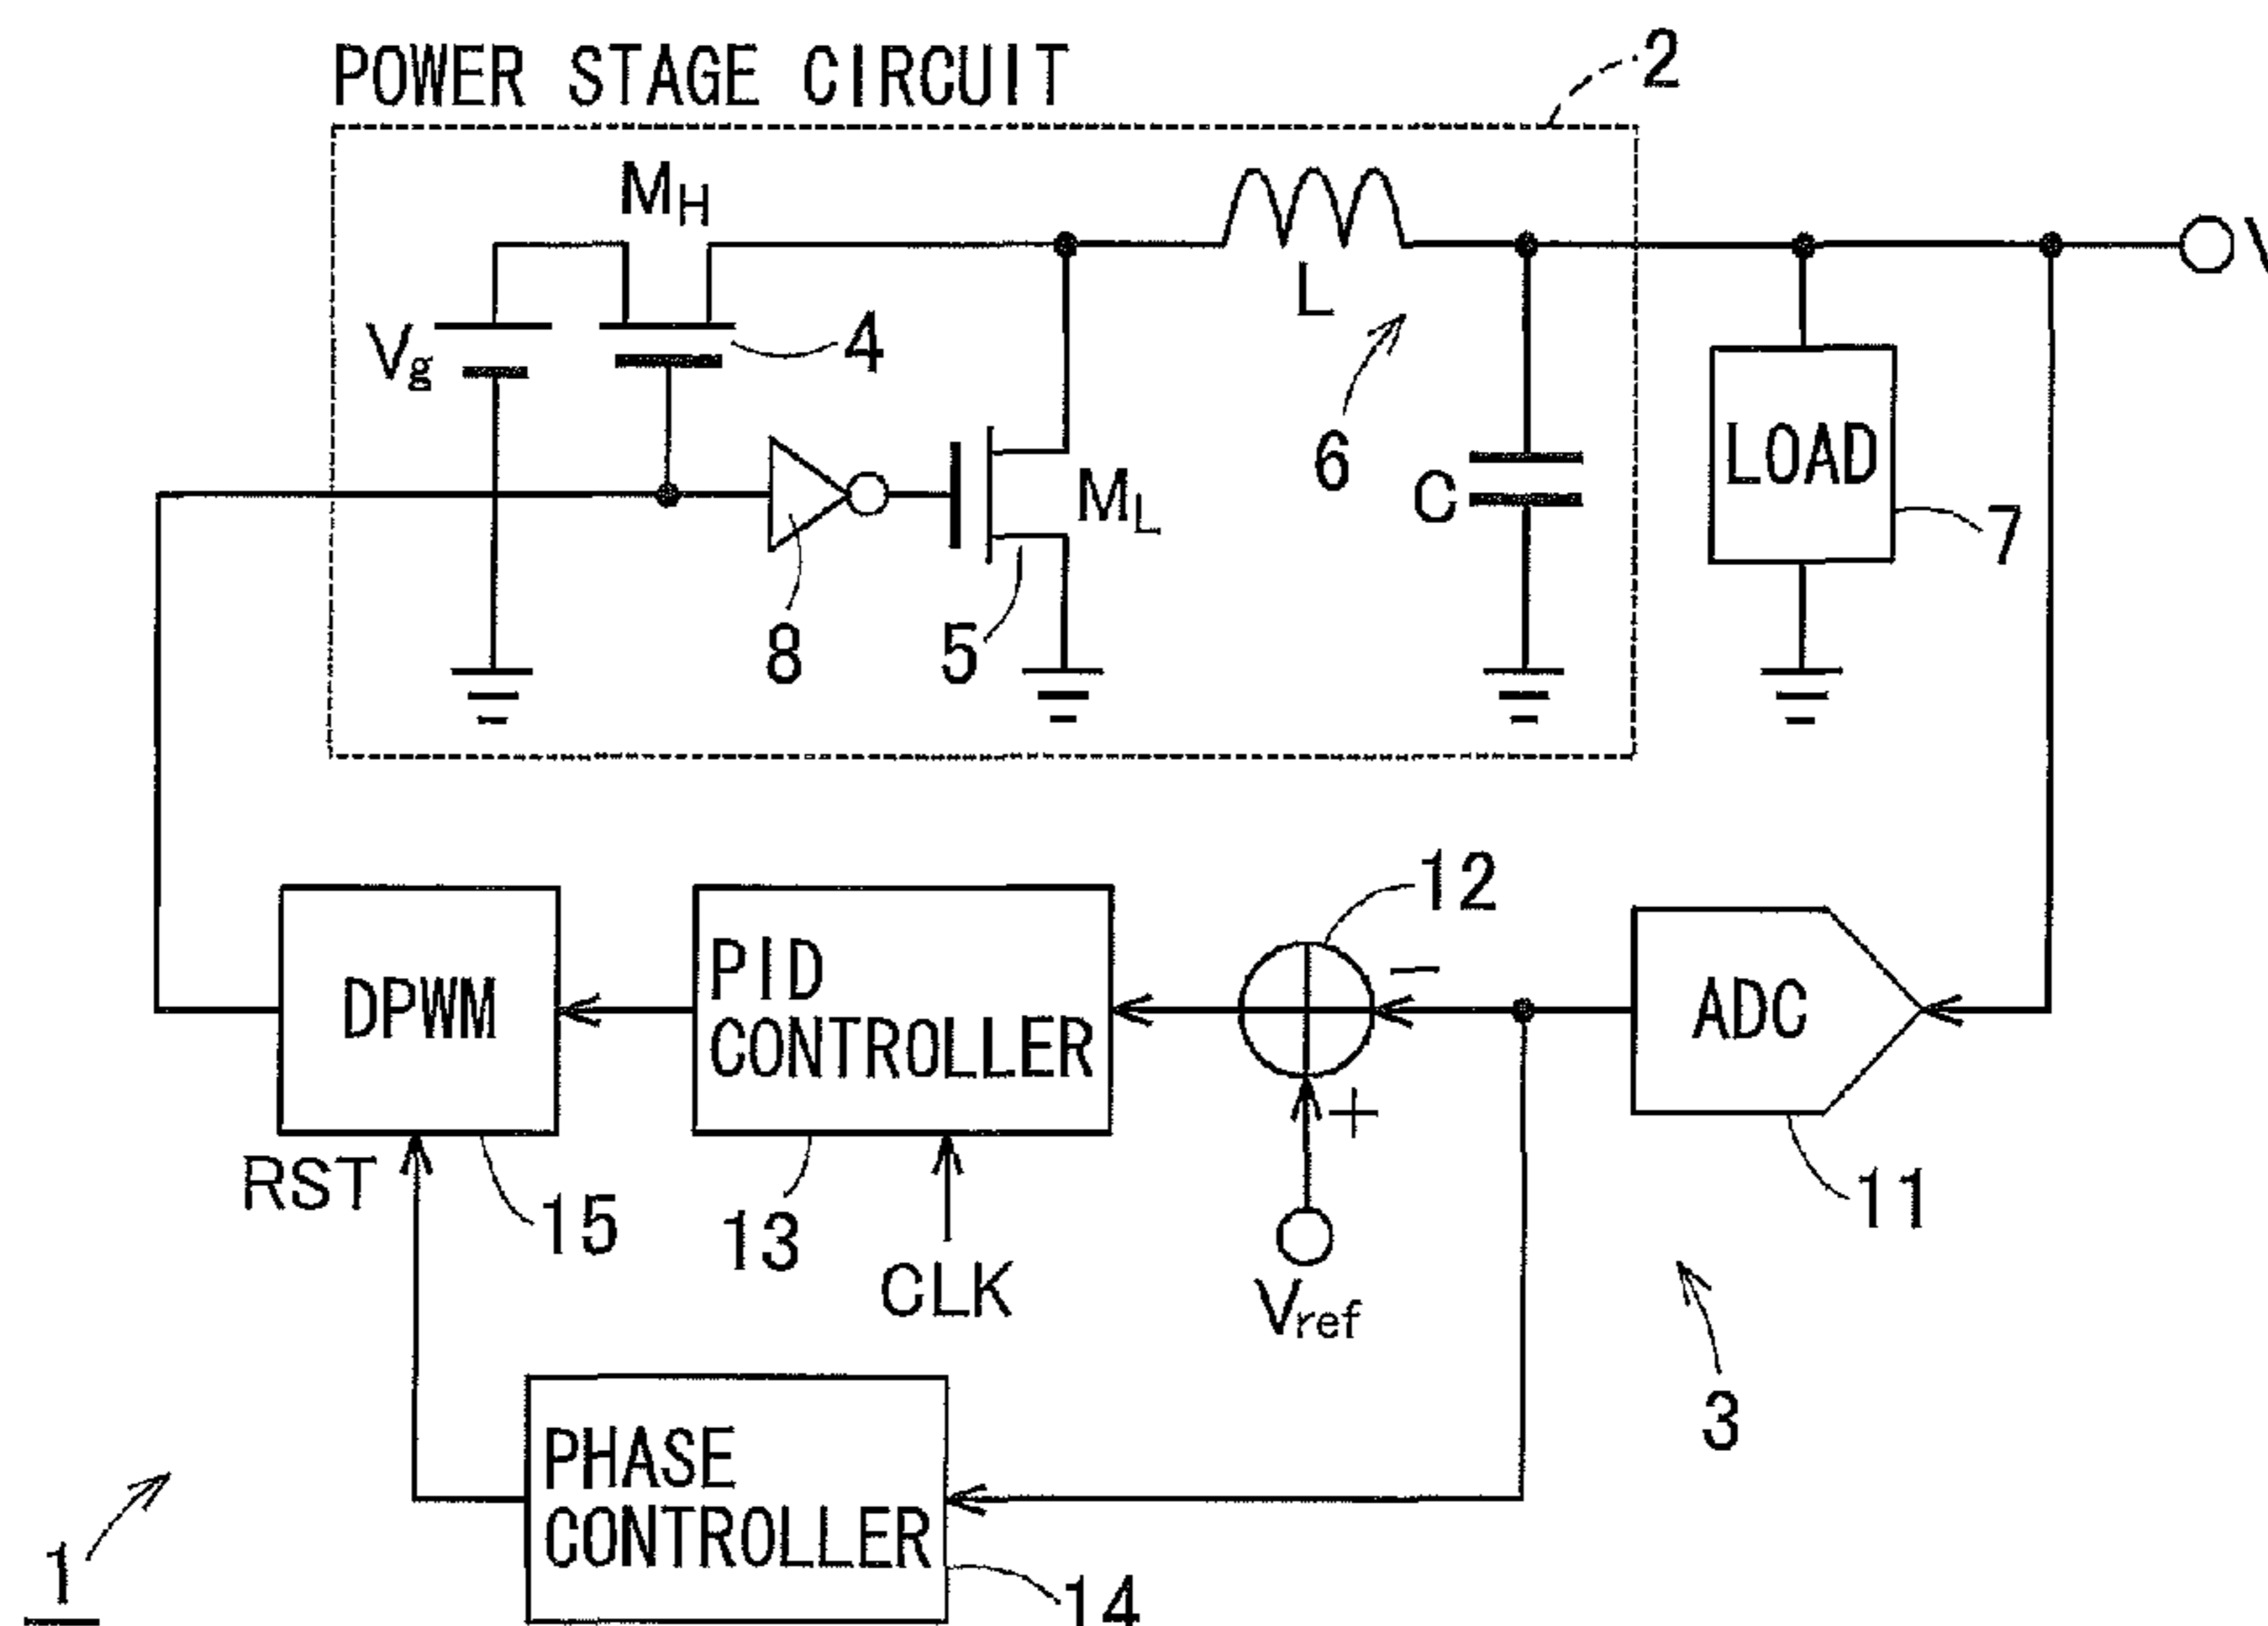 POWER STAGE CIRCUIT
2
MH
Vg
4
L
6
C
ML
8
5
LOAD
7
V
12
−
DPWM
PID
CONTROLLER
ADC
+
RST
15
13
CLK
Vref
11
3
PHASE
CONTROLLER
14
1